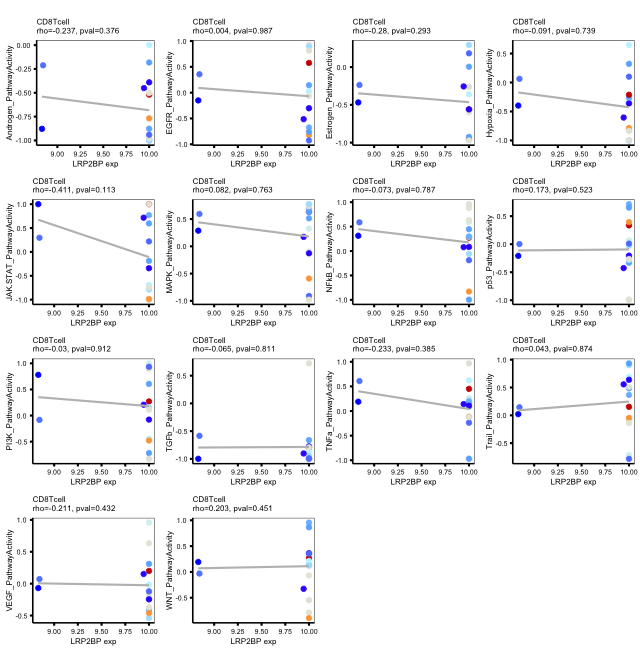 CD8Tcell
rho=-0.237, pval=0.376
Androgen_PathwayActivity
0.00
-0.25
-0.50
-0.75
-1.00
9.00 9.25 9.50 9.75 10.00
LRP2BP exp
CD8Tcell
rho=0.004, pval=0.987
EGFR_PathwayActivity
1.0
0.5
0.0
-0.5
-1.0
9.00 9.25 9.50 9.75 10.00
LRP2BP exp
CD8Tcell
rho=-0.28, pval=0.293
Estrogen_PathwayActivity
0.0
-0.5
-1.0
9.00 9.25 9.50 9.75 10.00
LRP2BP exp
CD8Tcell
rho=-0.091, pval=0.739
Hypoxia_PathwayActivity
0.5
0.0
-0.5
-1.0
9.00 9.25 9.50 9.75 10.00
LRP2BP exp
CD8Tcell
rho=-0.411, pval=0.113
JAK.STAT_PathwayActivity
1.0
0.5
0.0
-0.5
-1.0
9.00 9.25 9.50 9.75 10.00
LRP2BP exp
CD8Tcell
rho=0.082, pval=0.763
MAPK_PathwayActivity
0.5
0.0
-0.5
-1.0
9.00 9.25 9.50 9.75 10.00
LRP2BP exp
CD8Tcell
rho=-0.073, pval=0.787
NFkB_PathwayActivity
1.0
0.5
0.0
-0.5
-1.0
9.00 9.25 9.50 9.75 10.00
LRP2BP exp
CD8Tcell
rho=0.173, pval=0.523
p53_PathwayActivity
0.5
0.0
-0.5
-1.0
9.00 9.25 9.50 9.75 10.00
LRP2BP exp
CD8Tcell
rho=-0.03, pval=0.912
PI3K_PathwayActivity
1.0
0.5
0.0
-0.5
9.00 9.25 9.50 9.75 10.00
LRP2BP exp
CD8Tcell
rho=-0.065, pval=0.811
TGFb_PathwayActivity
0.5
0.0
-0.5
-1.0
9.00 9.25 9.50 9.75 10.00
LRP2BP exp
CD8Tcell
rho=-0.233, pval=0.385
TNFa_PathwayActivity
1.0
0.5
0.0
-0.5
-1.0
9.00 9.25 9.50 9.75 10.00
LRP2BP exp
CD8Tcell
rho=0.043, pval=0.874
Trail_PathwayActivity
0.5
0.0
-0.5
9.00 9.25 9.50 9.75 10.00
LRP2BP exp
CD8Tcell
rho=-0.211, pval=0.432
VEGF_PathwayActivity
1.0
0.5
0.0
-0.5
9.00 9.25 9.50 9.75 10.00
LRP2BP exp
CD8Tcell
rho=0.203, pval=0.451
WNT_PathwayActivity
0.5
0.0
-0.5
9.00 9.25 9.50 9.75 10.00
LRP2BP exp